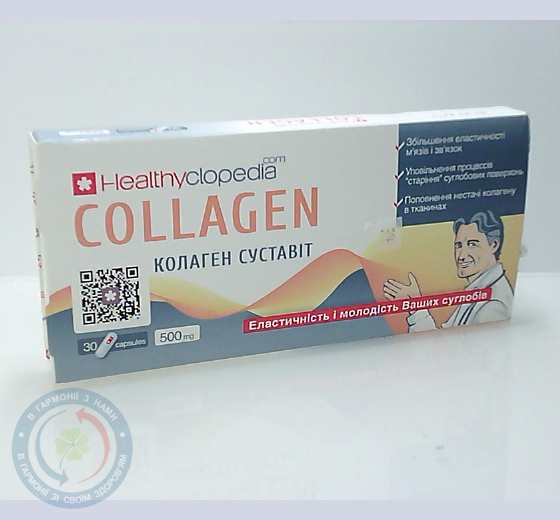 COLLAGEN
Healthyclopedia.com
COLLAGEN
КОЛАГЕН СУСТАВІТ
30 capsules
500 mg
Збільшення еластичності
м'язів і зв'язок
Уповільнення процесів
"старіння" суглобових поверхонь
Поповнення нестачі колагену
в тканинах
Еластичність і молодість Ваших суглобів
В ГАРМОНІЇ З НАМИ
В ГАРМОНІЇ ЗІ СВОЇМ ЗДОРОВ'ЯМ